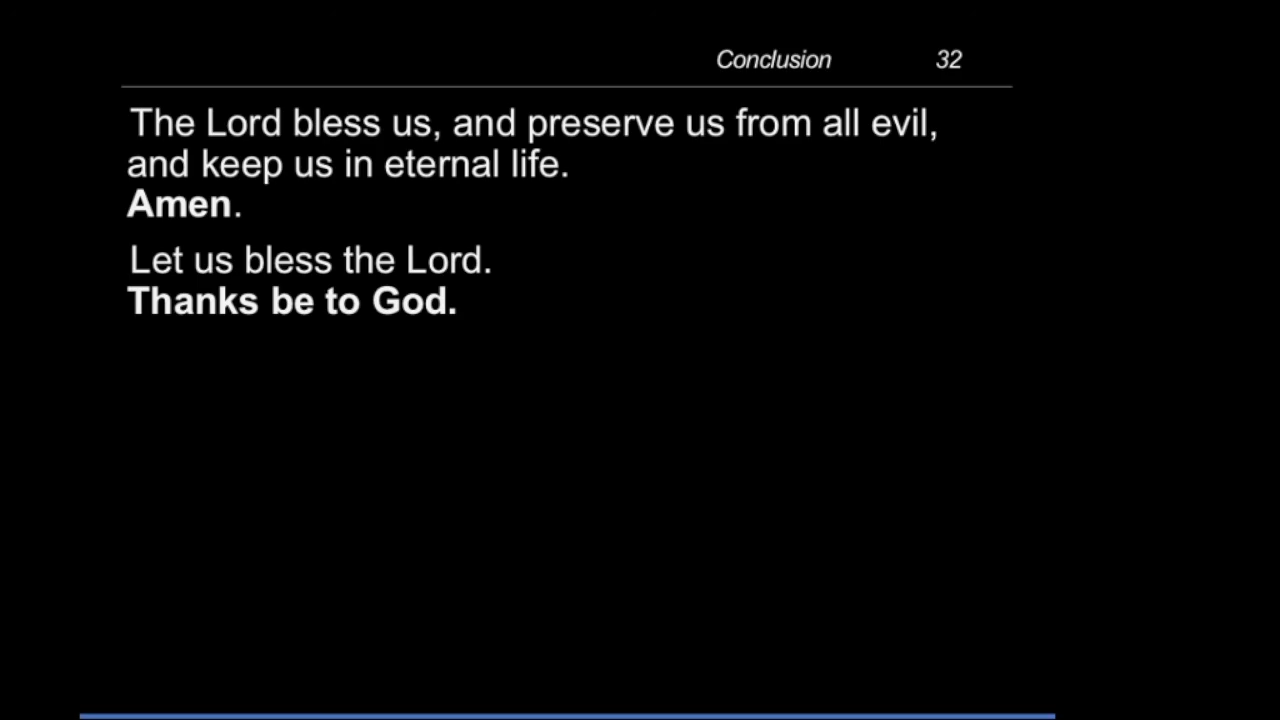 Conclusion 32
The Lord bless us, and preserve us from all evil,
and keep us in eternal life.
Amen.
Let us bless the Lord.
Thanks be to God.